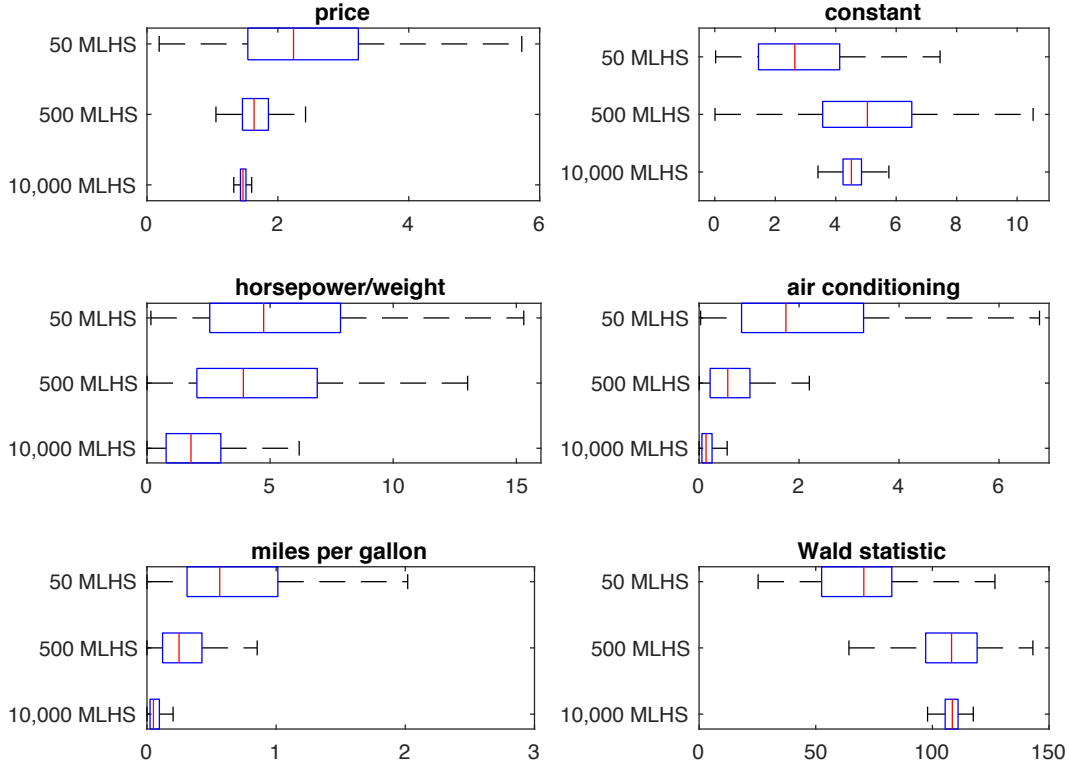 price
50 MLHS
500 MLHS
10,000 MLHS
0 2 4 6
constant
50 MLHS
500 MLHS
10,000 MLHS
0 2 4 6 8 10
horsepower/weight
50 MLHS
500 MLHS
10,000 MLHS
0 5 10 15
air conditioning
50 MLHS
500 MLHS
10,000 MLHS
0 2 4 6
miles per gallon
50 MLHS
500 MLHS
10,000 MLHS
0 1 2 3
Wald statistic
50 MLHS
500 MLHS
10,000 MLHS
0 50 100 150